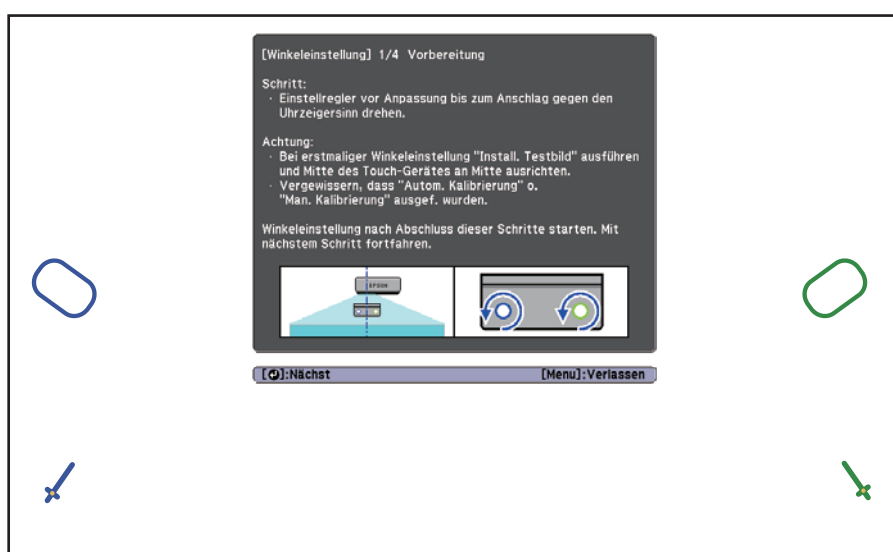 [Winkeleinstellung] 1/4 Vorbereitung
Schritt:
· Einstellregler vor Anpassung bis zum Anschlag gegen den
Uhrzeigersinn drehen.
Achtung:
· Bei erstmaliger Winkeleinstellung "Install. Testbild" ausführen
und Mitte des Touch-Gerätes an Mitte ausrichten.
· Vergewissern, dass "Autom. Kalibrierung" o.
"Man. Kalibrierung" ausgef. wurden.
Winkeleinstellung nach Abschluss dieser Schritte starten. Mit
nächstem Schritt fortfahren.
EPSON
[⏎]:Nächst [Menu]:Verlassen